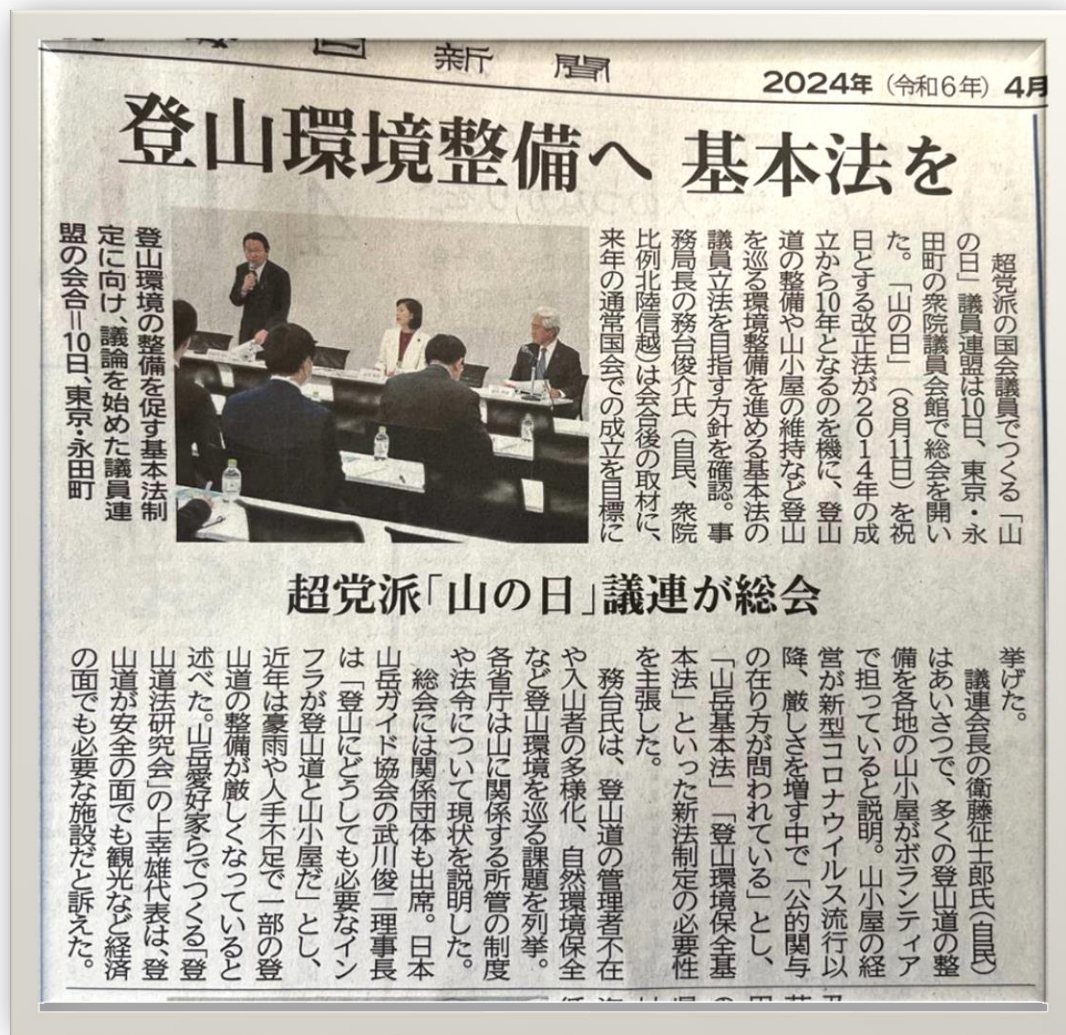 新聞
2024年（令和6年）4月
登山環境整備へ 基本法を
超党派の国会議員でつくる「山
の日」議員連盟は10日、東京・永
田町の衆院議員会館で総会を開い
た。「山の日」（8月11日）を祝
日とする改正法が2014年の成
立から10年となるのを機に、登山
道の整備や山小屋の維持など登山
を巡る環境整備を進める基本法の
議員立法を目指す方針を確認。事
務局長の務台俊介氏（自民、衆院
比例北陸信越）は会合後の取材に、
来年の通常国会での成立を目標に
登山環境の整備を促す基本法制
定に向け、議論を始めた議員連
盟の会合＝10日、東京・永田町
超党派「山の日」議連が総会
挙げた。
議連会長の衛藤征士郎氏（自民）
はあいさつで、多くの登山道の整
備を各地の山小屋がボランティア
で担っていると説明。山小屋の経
営が新型コロナウイルス流行以
降、厳しさを増す中で「公的関与
の在り方が問われている」とし、
「山岳基本法」「登山環境保全基
本法」といった新法制定の必要性
を主張した。
務台氏は、登山道の管理者不在
や入山者の多様化、自然環境保全
など登山環境を巡る課題を列挙。
各省庁は山に関係する所管の制度
や法令について現状を説明した。
総会には関係団体も出席。日本
山岳ガイド協会の武川俊二理事長
は「登山にどうしても必要なイン
フラが登山道と山小屋だ」とし、
近年は豪雨や人手不足で一部の登
山道の整備が厳しくなっていると
述べた。山岳愛好家らでつくる「登
山道法研究会」の上幸雄代表は、登
山道が安全の面でも観光など経済
の面でも必要な施設だと訴えた。